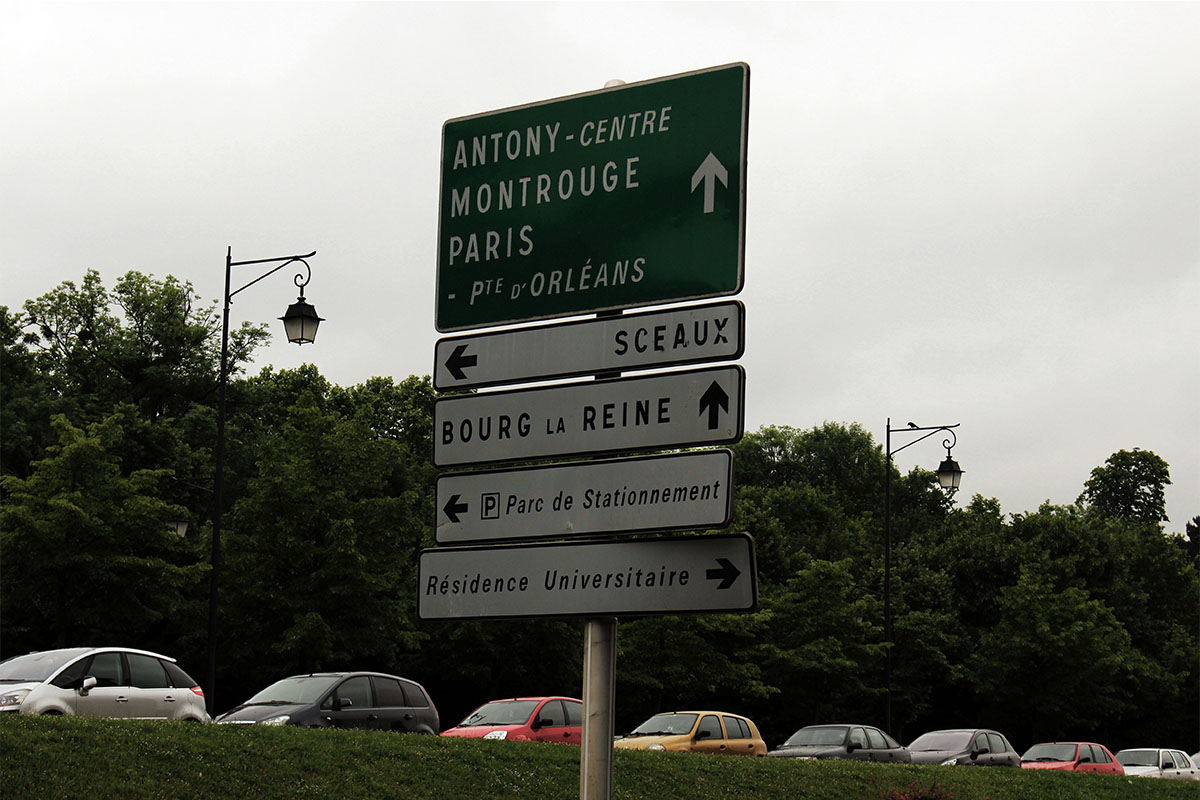 ANTONY-CENTRE
MONTROUGE
PARIS
- PTE D'ORLÉANS
SCEAUX
BOURG LA REINE
P Parc de Stationnement
Résidence Universitaire